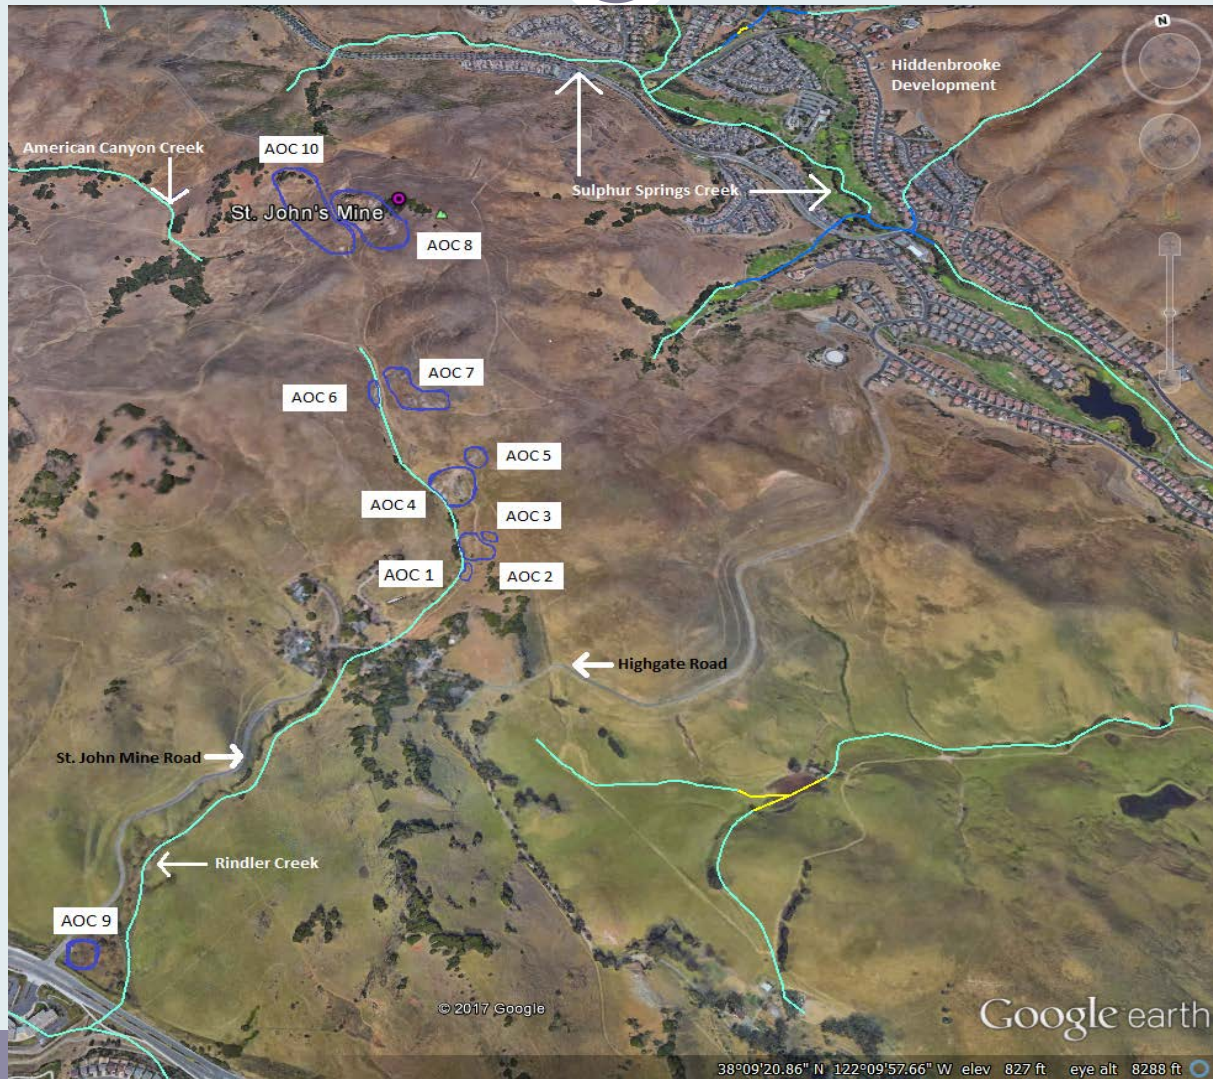 N
Hiddenbrooke
Development
American Canyon Creek
AOC 10
Sulphur Springs Creek
St. John's Mine
AOC 8
AOC 7
AOC 6
AOC 5
AOC 4
AOC 3
AOC 1
AOC 2
Highgate Road
St. John Mine Road
Rindler Creek
AOC 9
© 2017 Google
Google earth
38°09'20.86" N 122°09'57.66" W elev 827 ft eye alt 8288 ft